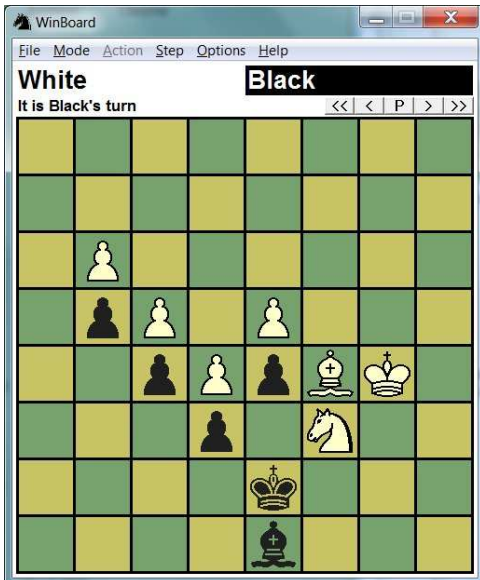 WinBoard
File Mode Action Step Options Help
White Black
It is Black's turn << < P > >>